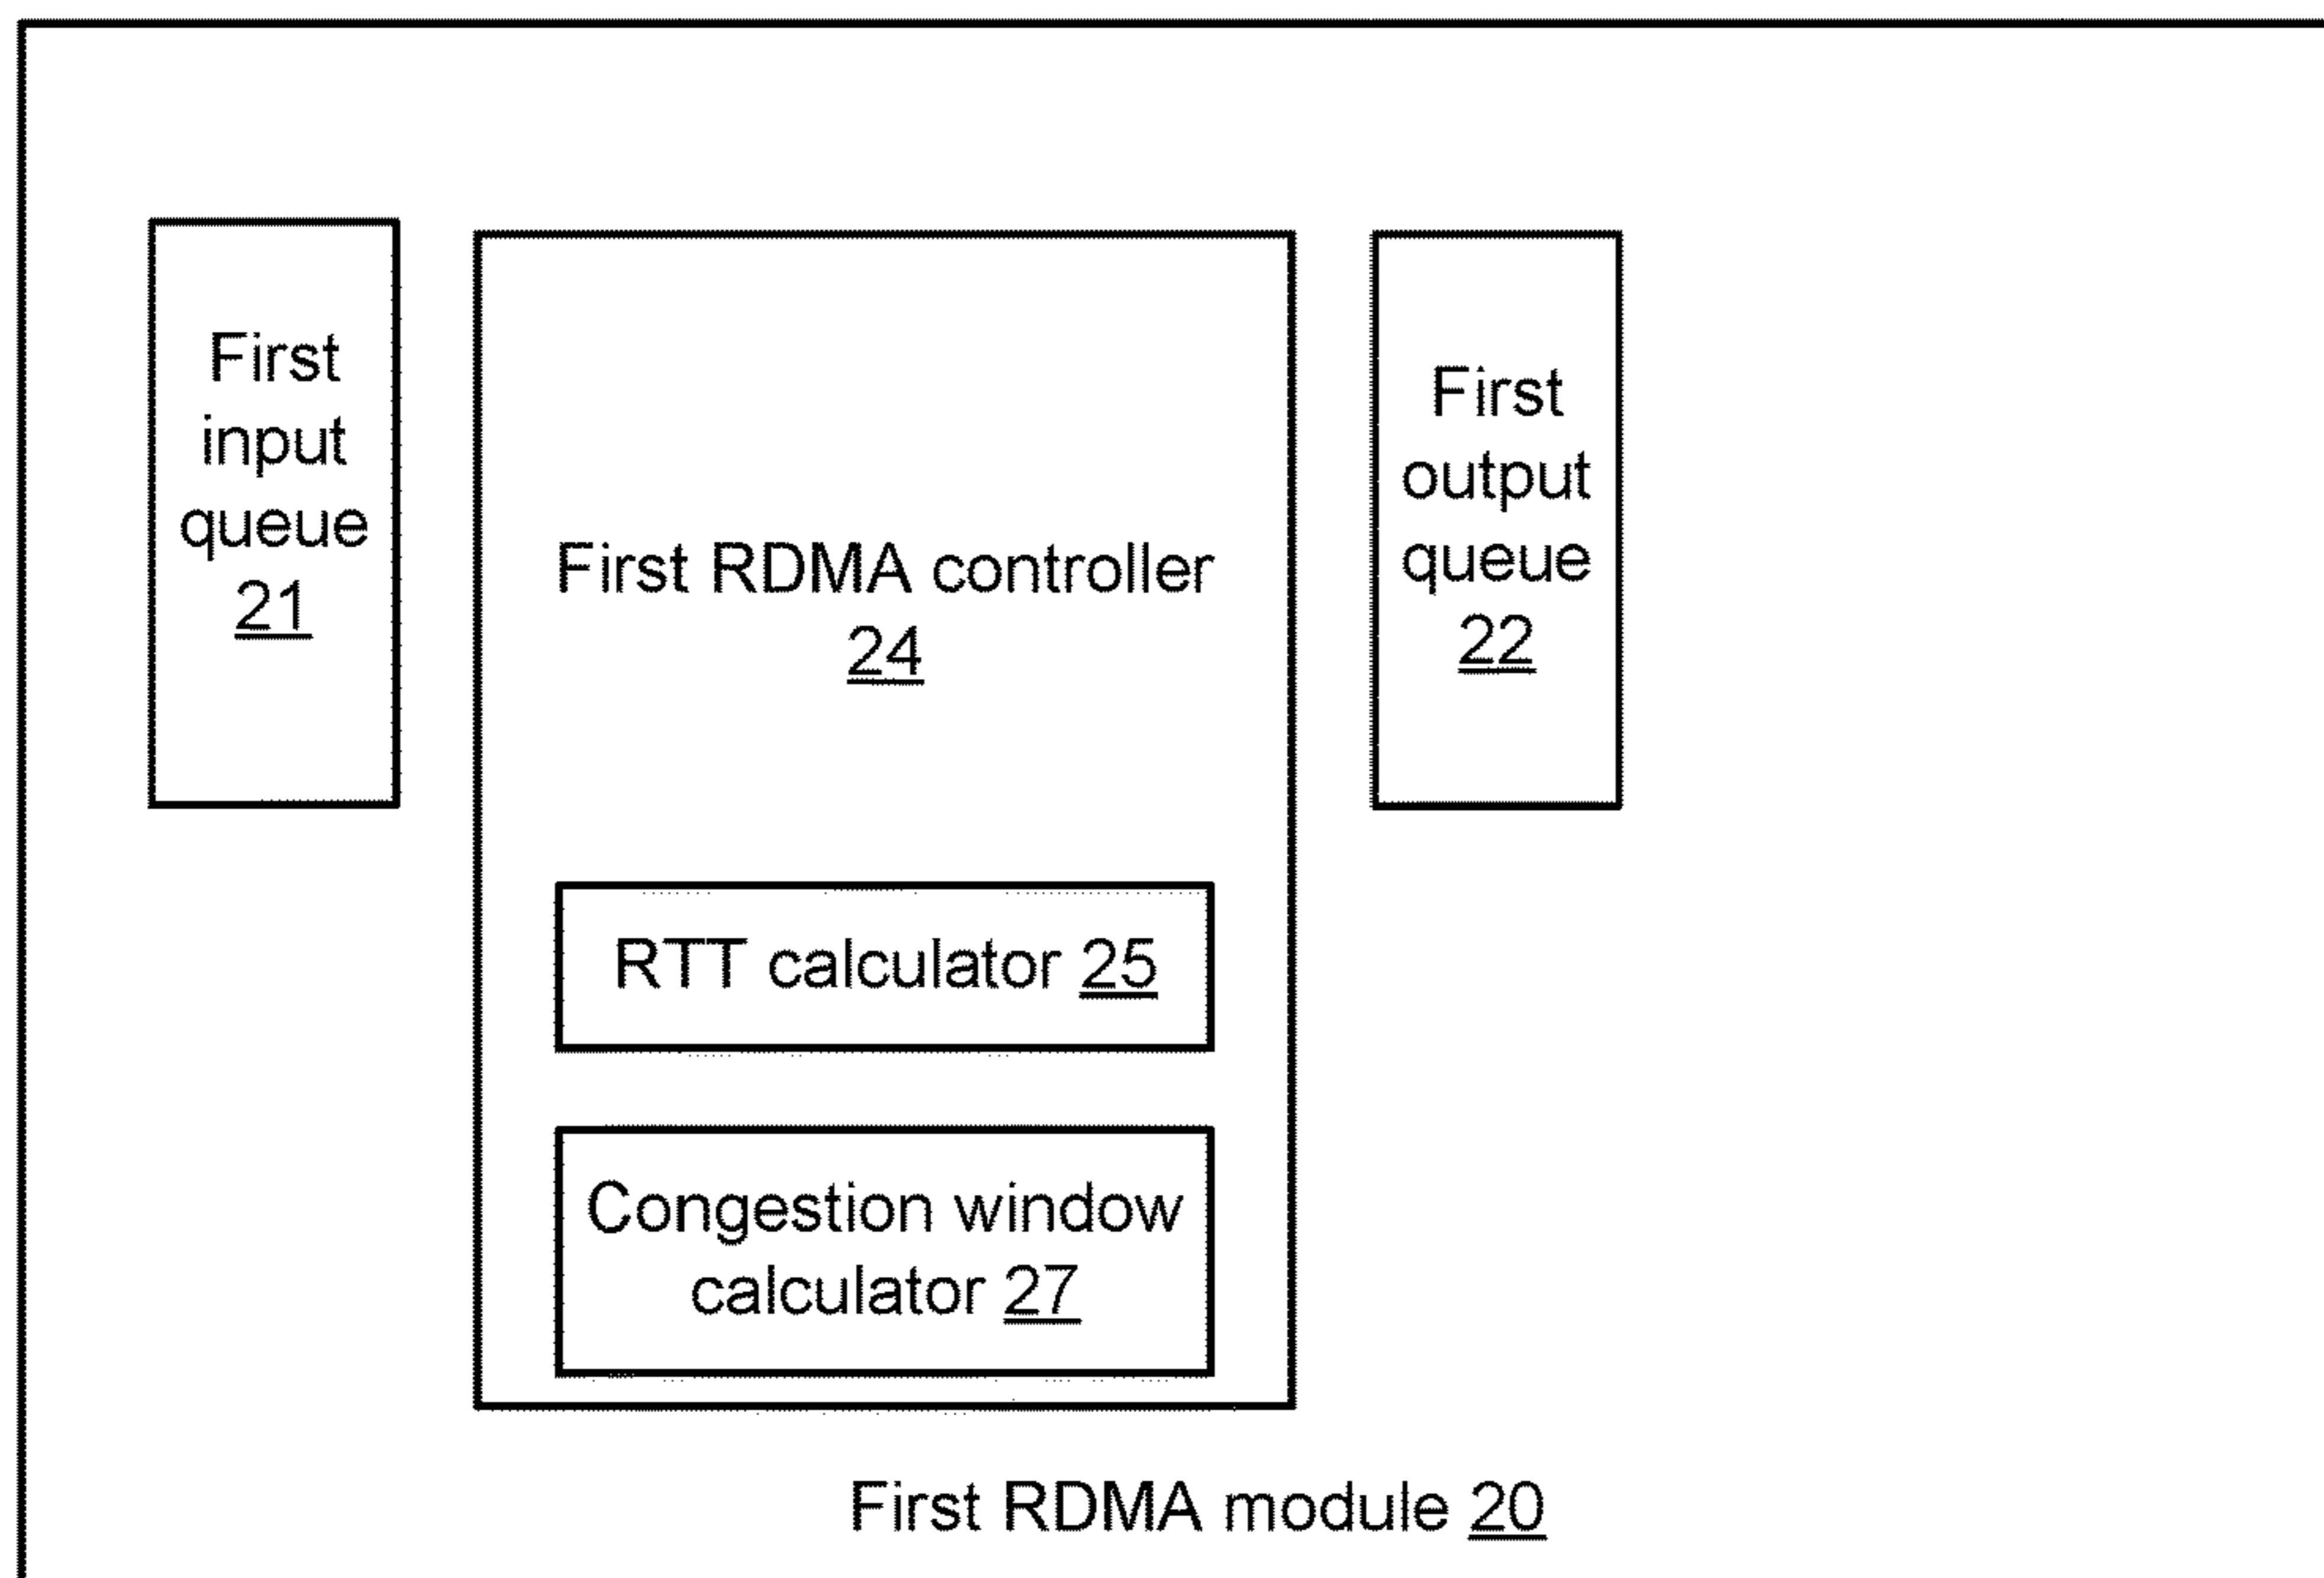 First
input
queue
21
First RDMA controller
24
First
output
queue
22
RTT calculator 25
Congestion window
calculator 27
First RDMA module 20